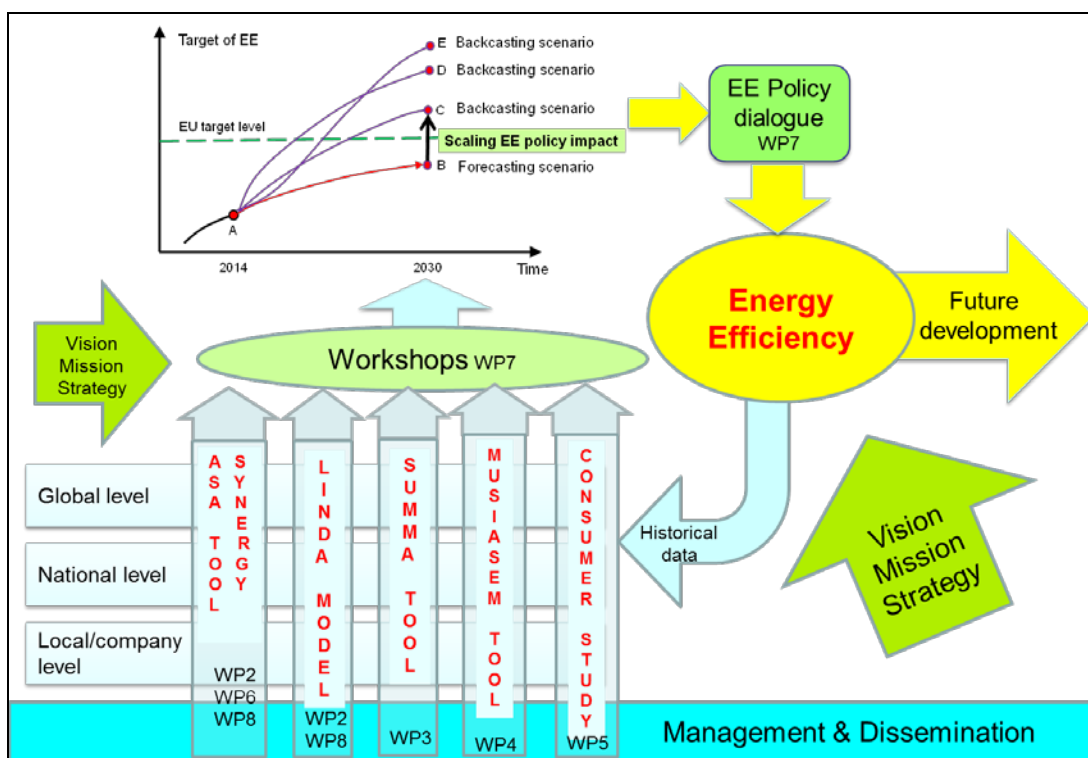 Target of EE
E Backcasting scenario
D Backcasting scenario
C Backcasting scenario
EU target level
Scaling EE policy impact
B Forecasting scenario
A
2014
2030
Time
EE Policy
dialogue
WP7
Energy
Efficiency
Future
development
Vision
Mission
Strategy
Workshops WP7
Global level
National level
Local/company
level
ASA TOOL
SYNERGY
WP2
WP6
WP8
LINDA MODEL
WP2
WP8
SUMMA TOOL
WP3
MUSIASEM TOOL
WP4
CONSUMER STUDY
WP5
Historical
data
Vision
Mission
Strategy
Management & Dissemination